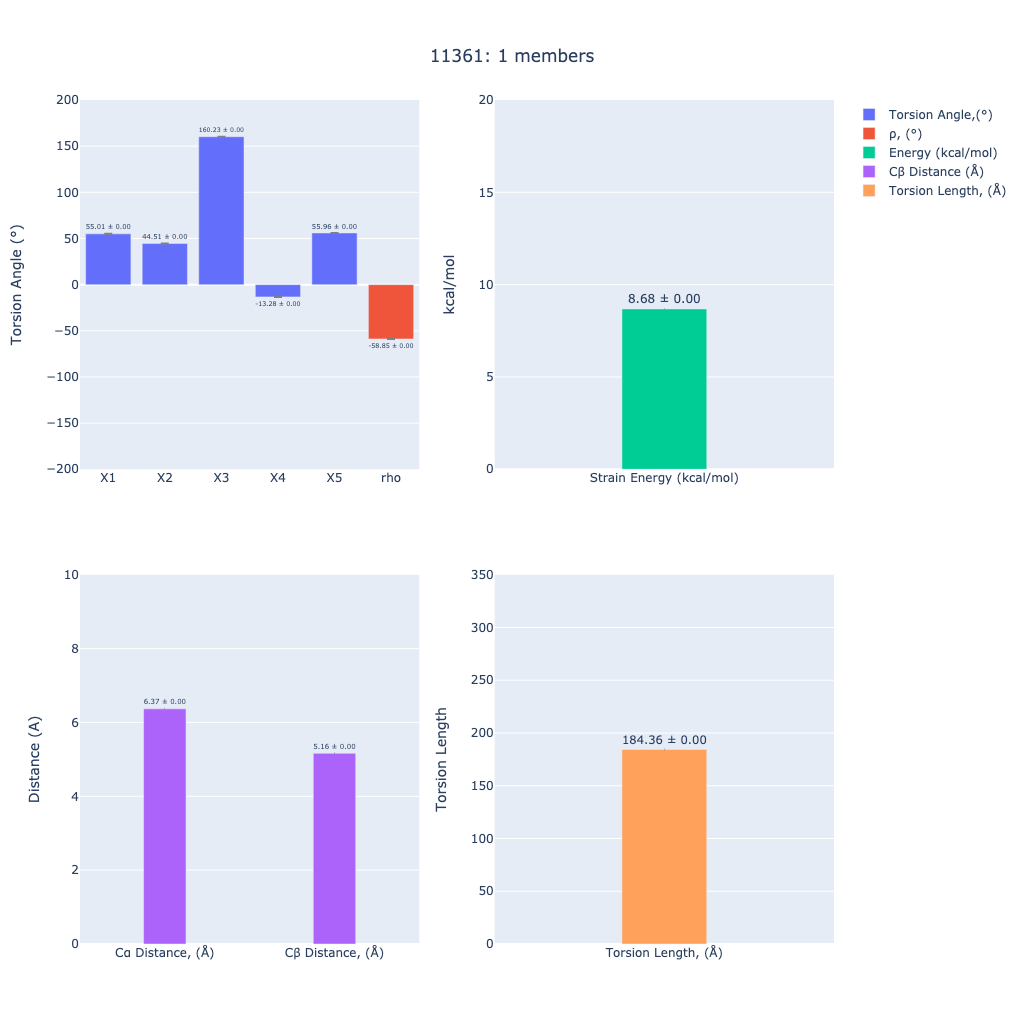 11361: 1 members
Torsion Angle (°)
200
150
100
50
0
−50
−100
−150
−200
55.01 ± 0.00
44.51 ± 0.00
160.23 ± 0.00
-13.28 ± 0.00
55.96 ± 0.00
-58.85 ± 0.00
X1 X2 X3 X4 X5 rho
kcal/mol
20
15
10
5
0
8.68 ± 0.00
Strain Energy (kcal/mol)
Torsion Angle,(°)
ρ, (°)
Energy (kcal/mol)
Cβ Distance (Å)
Torsion Length, (Å)
Distance (A)
10
8
6
4
2
0
6.37 ± 0.00
5.16 ± 0.00
Cα Distance, (Å) Cβ Distance, (Å)
Torsion Length
350
300
250
200
150
100
50
0
184.36 ± 0.00
Torsion Length, (Å)